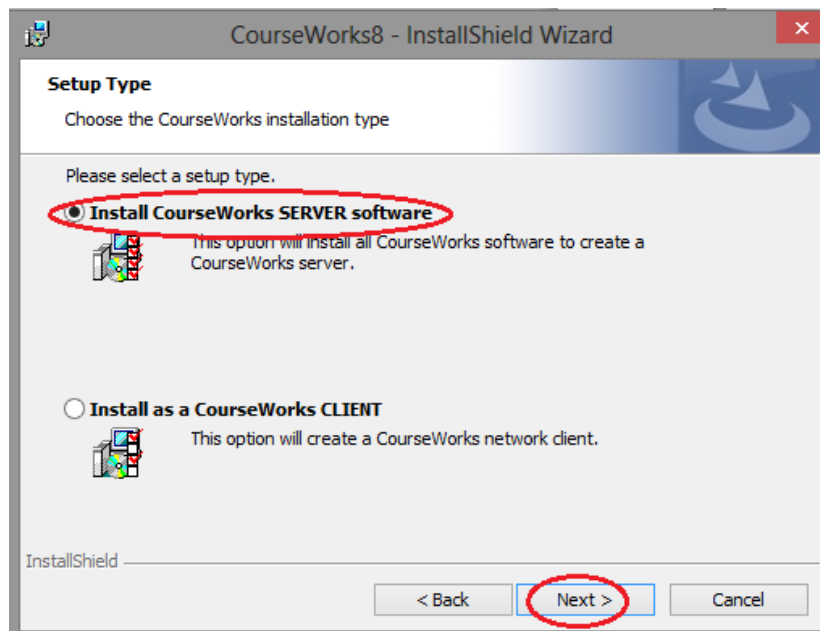 CourseWorks8 - InstallShield Wizard
Setup Type
Choose the CourseWorks installation type
Please select a setup type.
Install CourseWorks SERVER software
This option will install all CourseWorks software to create a
CourseWorks server.
Install as a CourseWorks CLIENT
This option will create a CourseWorks network client.
InstallShield
< Back Next > Cancel